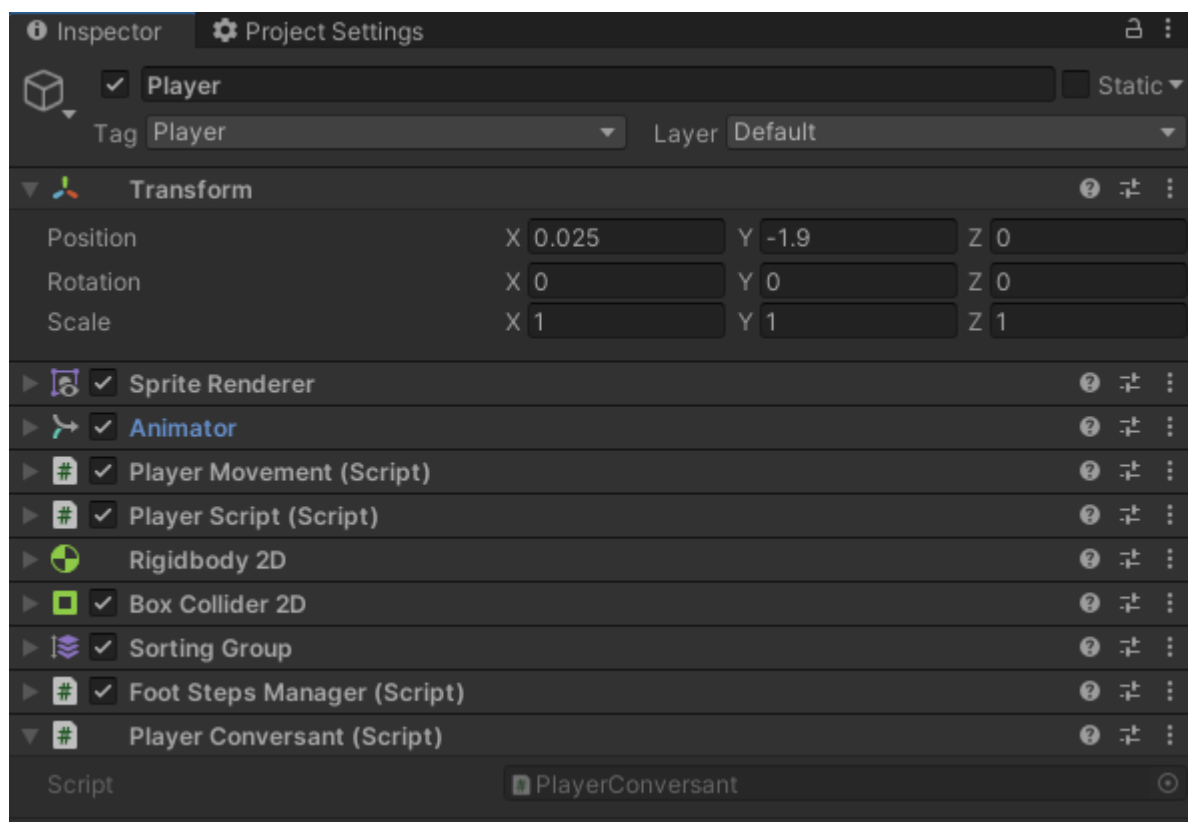 Inspector Project Settings
Player Static
Tag Player Layer Default
Transform
Position X 0.025 Y -1.9 Z 0
Rotation X 0 Y 0 Z 0
Scale X 1 Y 1 Z 1
Sprite Renderer
Animator
Player Movement (Script)
Player Script (Script)
Rigidbody 2D
Box Collider 2D
Sorting Group
Foot Steps Manager (Script)
Player Conversant (Script)
Script PlayerConversant